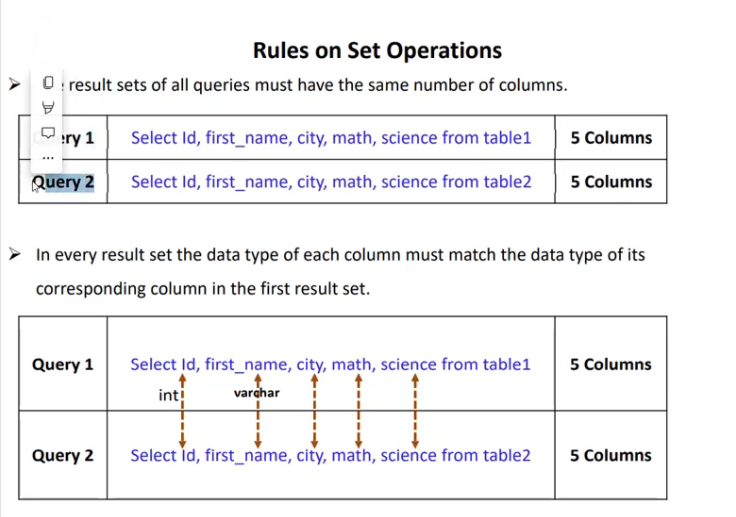 Rules on Set Operations
result sets of all queries must have the same number of columns.
ery 1 Select Id, first_name, city, math, science from table1 5 Columns
Query 2 Select Id, first_name, city, math, science from table2 5 Columns
In every result set the data type of each column must match the data type of its
corresponding column in the first result set.
Query 1 Select Id, first_name, city, math, science from table1 5 Columns
int varchar
Query 2 Select Id, first_name, city, math, science from table2 5 Columns